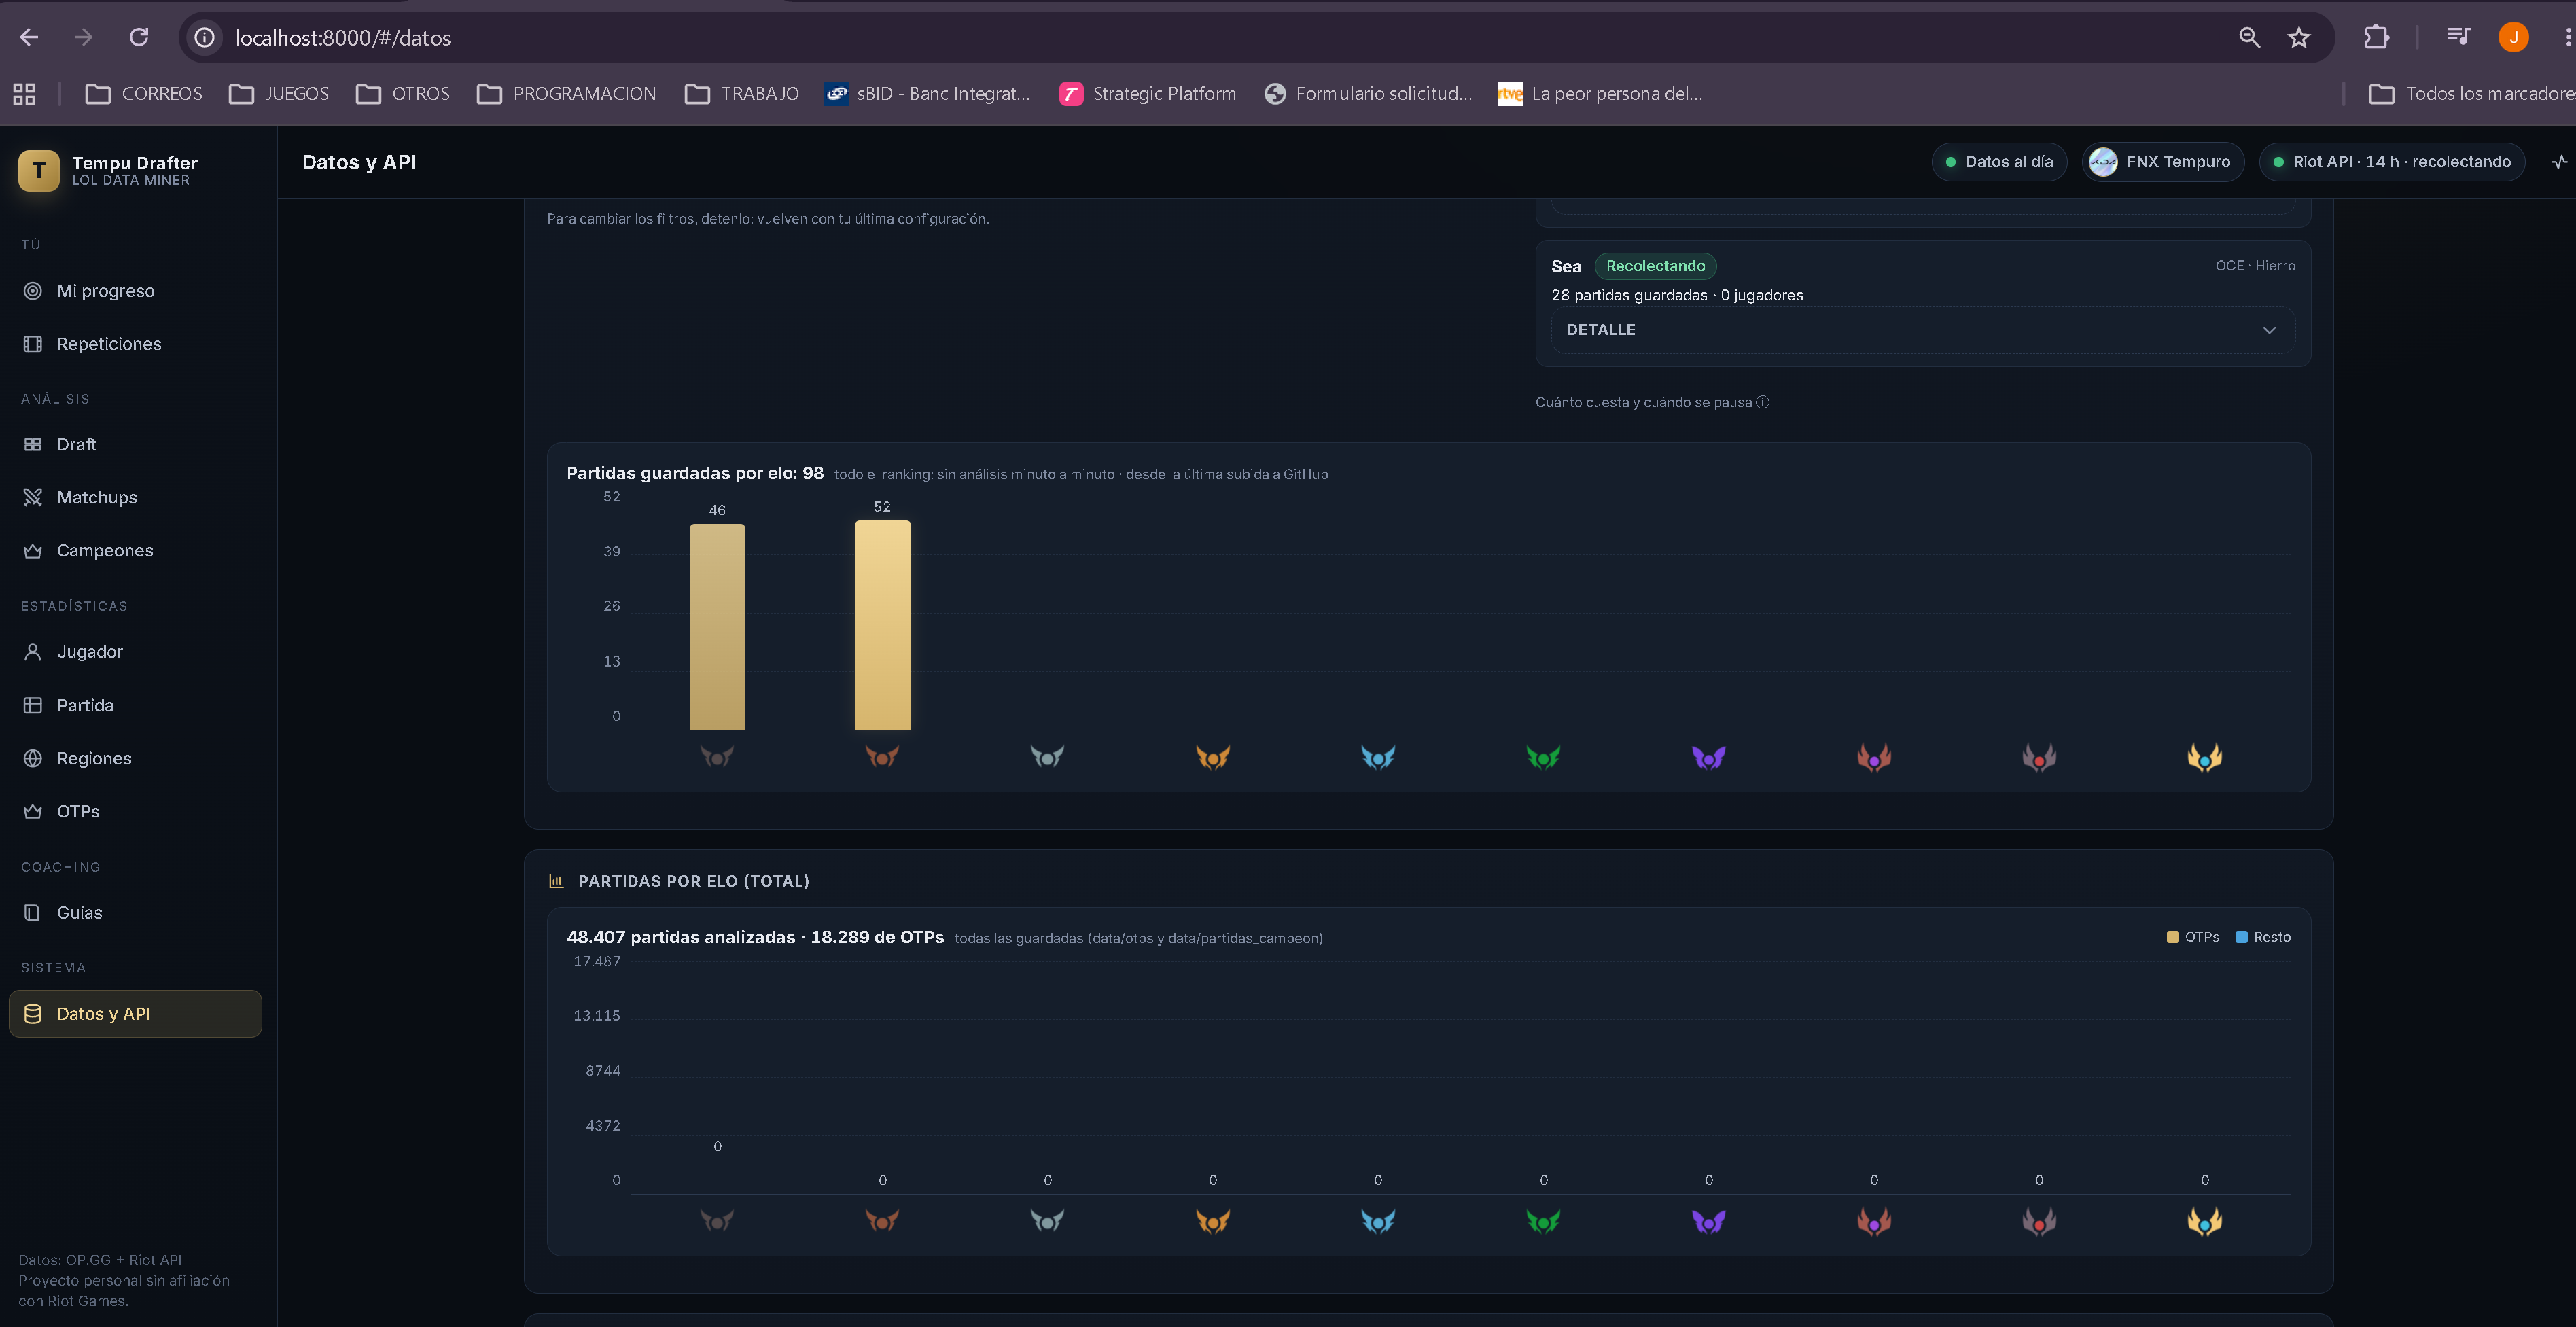 localhost:8000/#/datos
J
CORREOS
JUEGOS
OTROS
PROGRAMACION
TRABAJO
sBID - Banc Integrat...
Strategic Platform
Formulario solicitud...
rtve
La peor persona del...
Todos los marcadores
T
Tempu Drafter
LOL DATA MINER
TÚ
Mi progreso
Repeticiones
ANÁLISIS
Draft
Matchups
Campeones
ESTADÍSTICAS
Jugador
Partida
Regiones
OTPs
COACHING
Guías
SISTEMA
Datos y API
Datos: OP.GG + Riot API
Proyecto personal sin afiliación
con Riot Games.
Datos y API
Datos al día
FNX Tempuro
Riot API · 14 h · recolectando
Para cambiar los filtros, detenlo: vuelven con tu última configuración.
Sea Recolectando OCE · Hierro
28 partidas guardadas · 0 jugadores
DETALLE
Cuánto cuesta y cuándo se pausa
Partidas guardadas por elo: 98 todo el ranking: sin análisis minuto a minuto · desde la última subida a GitHub
52
39
26
13
0
46
52
PARTIDAS POR ELO (TOTAL)
48.407 partidas analizadas · 18.289 de OTPs todas las guardadas (data/otps y data/partidas_campeon)
OTPs Resto
17.487
13.115
8744
4372
0
0
0
0
0
0
0
0
0
0
0